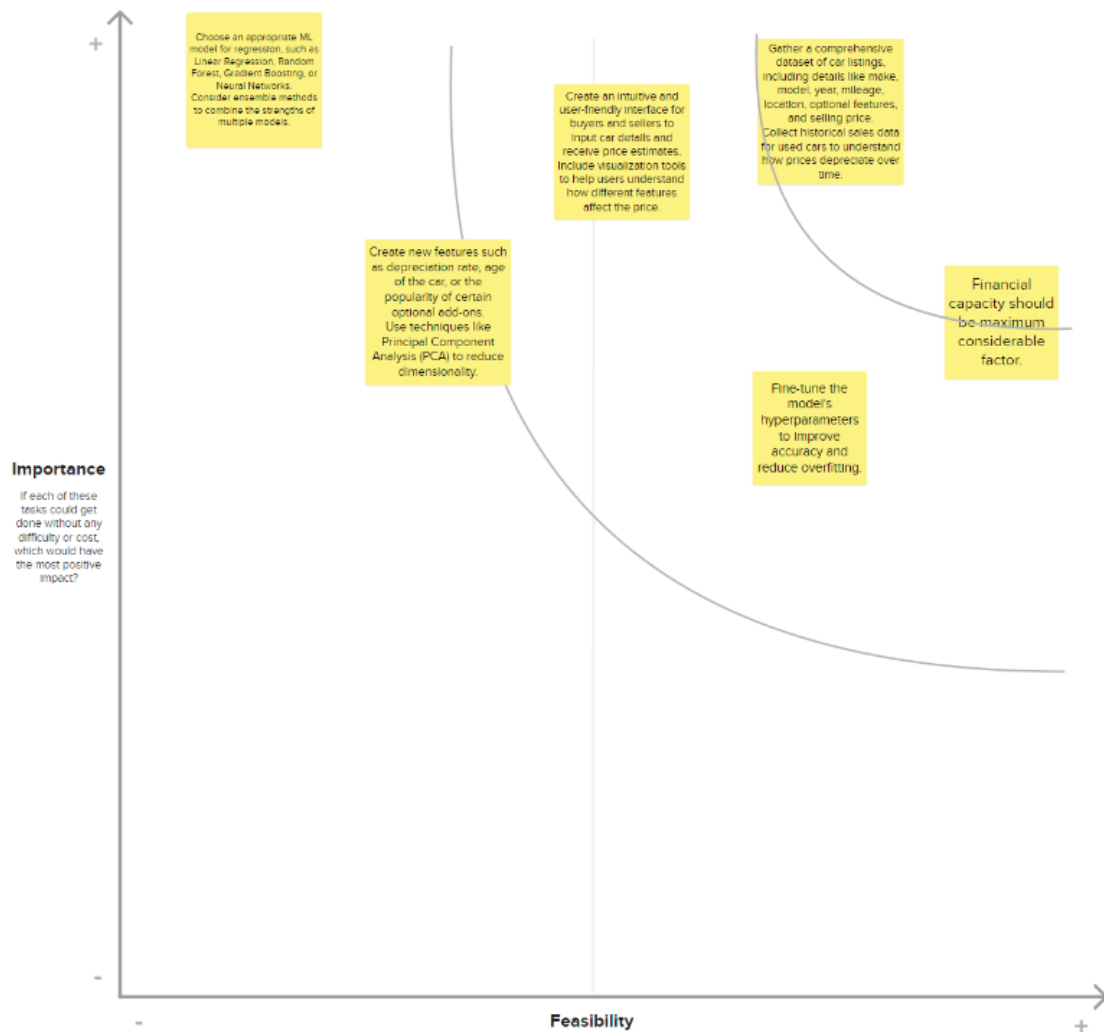 +
Choose an appropriate ML
model for regression, such as
Linear Regression, Random
Forest, Gradient Boosting, or
Neural Networks.
Consider ensemble methods
to combine the strengths of
multiple models.
Create an intuitive and
user-friendly interface for
buyers and sellers to
input car details and
receive price estimates.
Include visualization tools
to help users understand
how different features
affect the price.
Gather a comprehensive
dataset of car listings,
including details like make,
model, year, mileage,
location, optional features,
and selling price.
Collect historical sales data
for used cars to understand
how prices depreciate over
time.
Create new features such
as depreciation rate, age
of the car, or the
popularity of certain
optional add-ons.
Use techniques like
Principal Component
Analysis (PCA) to reduce
dimensionality.
Financial
capacity should
be maximum
considerable
factor.
Fine-tune the
model's
hyperparameters
to improve
accuracy and
reduce overfitting.
Importance
If each of these
tasks could get
done without any
difficulty or cost,
which would have
the most positive
impact?
-
-
Feasibility
+